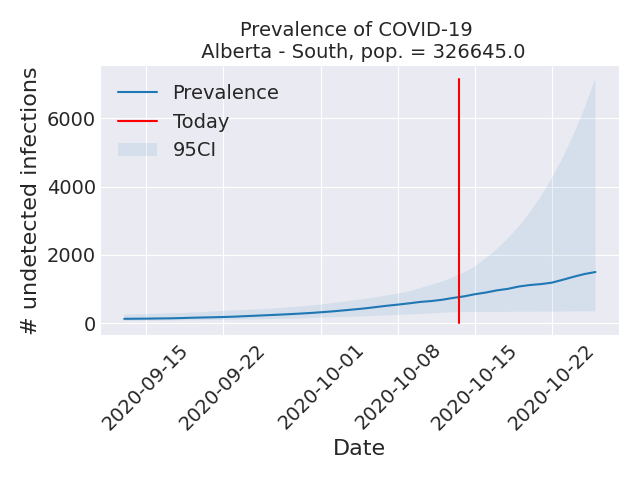 Prevalence of COVID-19
Alberta - South, pop. = 326645.0
Prevalence
Today
95CI
# undetected infections
6000
4000
2000
0
2020-09-15
2020-09-22
2020-10-01
2020-10-08
2020-10-15
2020-10-22
Date